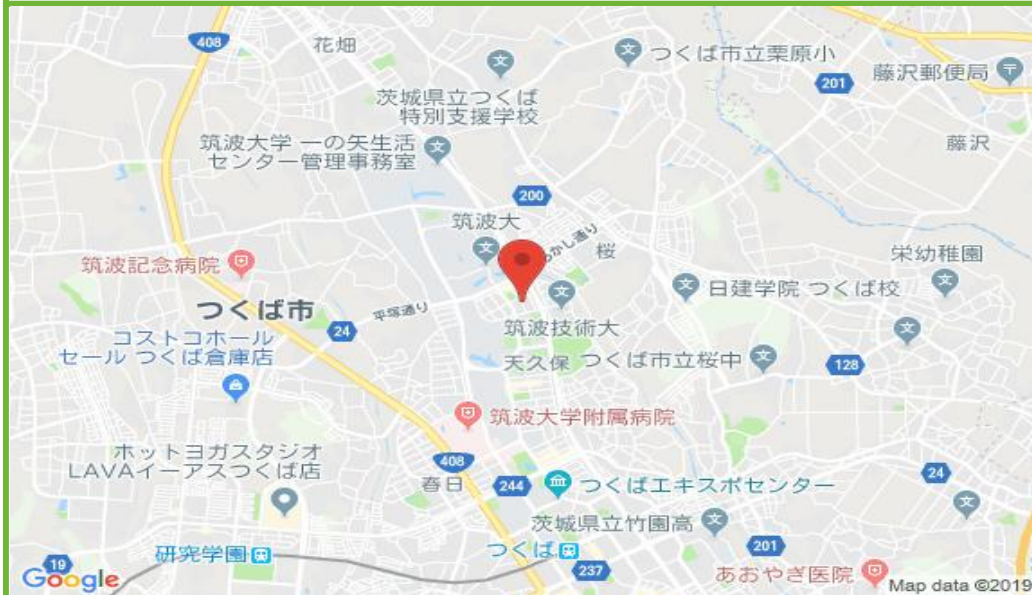 408
花畑
つくば市立栗原小
201
藤沢郵便局
茨城県立つくば
特別支援学校
筑波大学 一の矢生活
センター管理事務室
藤沢
200
筑波大
桜
栄幼稚園
筑波記念病院
日建学院 つくば校
つくば市
平塚通り
24
筑波技術大
コストコホール
セール つくば倉庫店
天久保
つくば市立桜中
128
筑波大学附属病院
ホットヨガスタジオ
LAVAイーアスつくば店
408
春日
244
つくばエキスポセンター
24
茨城県立竹園高
201
研究学園
つくば
19
237
あおやぎ医院
Google
Map data ©2019